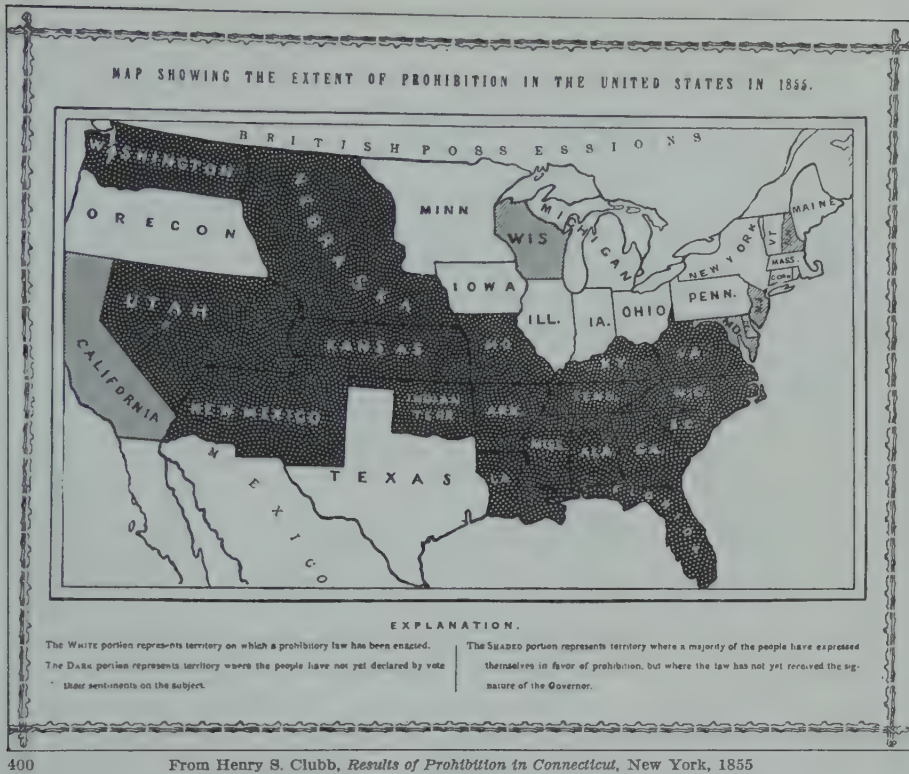 MAP SHOWING THE EXTENT OF PROHIBITION IN THE UNITED STATES IN 1855.
BRITISH POSSESSIONS
WASHINGTON
OREGON
NEBRASKA
MINN
WIS
MICHIGAN
MAINE
VT
N.H.
MASS.
CONN.
NEW YORK
PENN.
N.J.
MD.
DEL.
IOWA
ILL.
IA.
OHIO
UTAH
CALIFORNIA
KANSAS
MO.
KY.
VA.
NEW MEXICO
INDIAN
TERR.
ARK.
TENN.
N.C.
S.C.
MISS.
ALA.
GA.
LA.
FLORIDA
TEXAS
MEXICO
EXPLANATION.
The WHITE portion represents territory on which a prohibitory law has been enacted.
The DARK portion represents territory where the people have not yet declared by vote
their sentiments on the subject.
The SHADED portion represents territory where a majority of the people have expressed
themselves in favor of prohibition, but where the law has not yet received the sig-
nature of the Governor.
400
From Henry S. Clubb, Results of Prohibition in Connecticut, New York, 1855